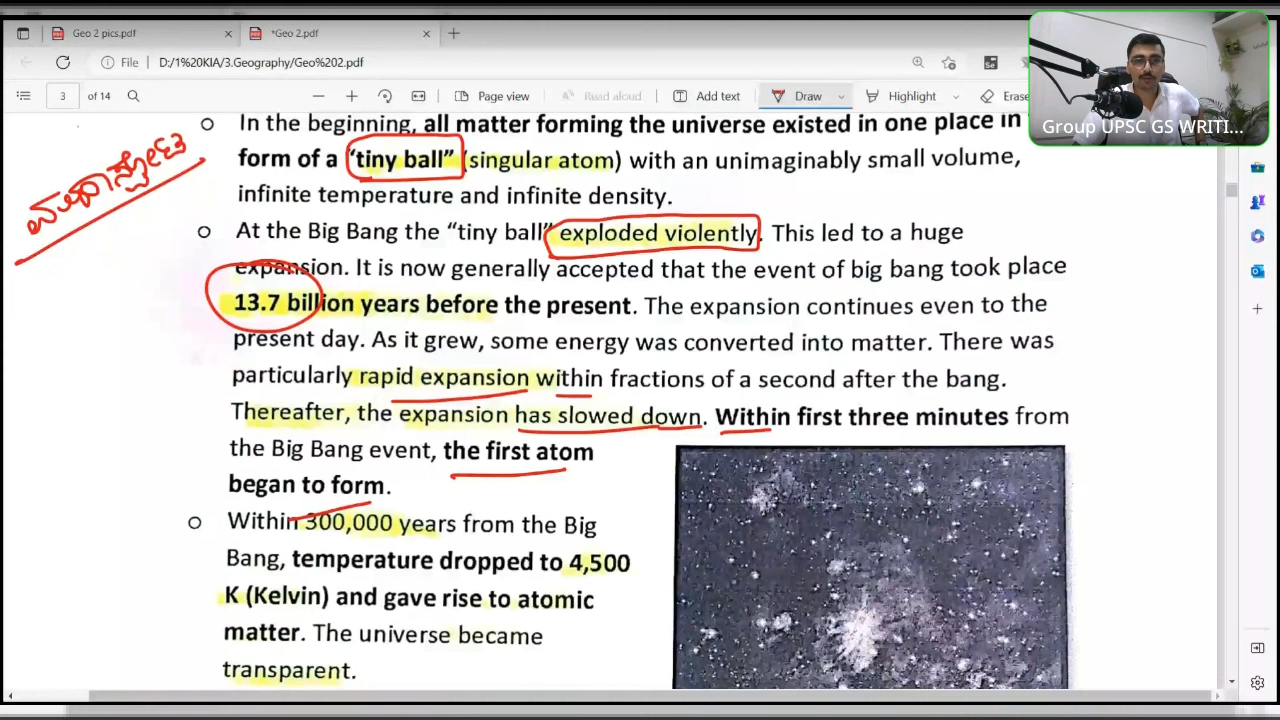 Geo 2 pics.pdf
*Geo 2.pdf
File
D:/1%20KIA/3.Geography/Geo%202.pdf
3 of 14
Page view
Read aloud
Add text
Draw
Highlight
Erase
Group UPSC GS WRITI...
In the beginning, all matter forming the universe existed in one place in
form of a "tiny ball" (singular atom) with an unimaginably small volume,
infinite temperature and infinite density.
At the Big Bang the "tiny ball" exploded violently. This led to a huge
expansion. It is now generally accepted that the event of big bang took place
13.7 billion years before the present. The expansion continues even to the
present day. As it grew, some energy was converted into matter. There was
particularly rapid expansion within fractions of a second after the bang.
Thereafter, the expansion has slowed down. Within first three minutes from
the Big Bang event, the first atom
began to form.
Within 300,000 years from the Big
Bang, temperature dropped to 4,500
K (Kelvin) and gave rise to atomic
matter. The universe became
transparent.